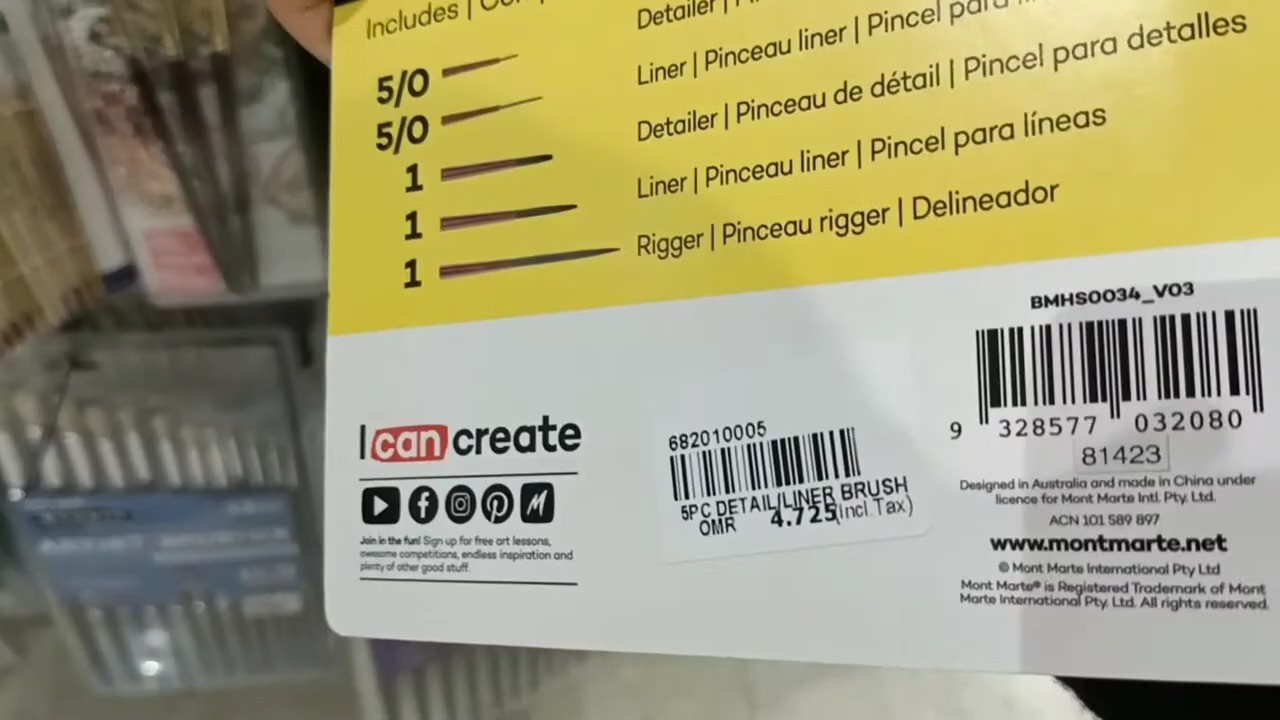 Includes |
Detailer |
5/0
Liner | Pinceau liner | Pincel para
5/0
Detailer | Pinceau de détail | Pincel para detalles
1
Liner | Pinceau liner | Pincel para líneas
1
Rigger | Pinceau rigger | Delineador
1
BMHS0034_V03
9 328577 032080
81423
Designed in Australia and made in China under
licence for Mont Marte Intl. Pty. Ltd.
ACN 101 589 897
www.montmarte.net
© Mont Marte International Pty Ltd
Mont Marte® is Registered Trademark of Mont
Marte International Pty. Ltd. All rights reserved.
682010005
5PC DETAIL/LINER BRUSH
OMR 4.725(Incl.Tax)
I can create
Join in the fun! Sign up for free art lessons,
awesome competitions, endless inspiration and
plenty of other good stuff.